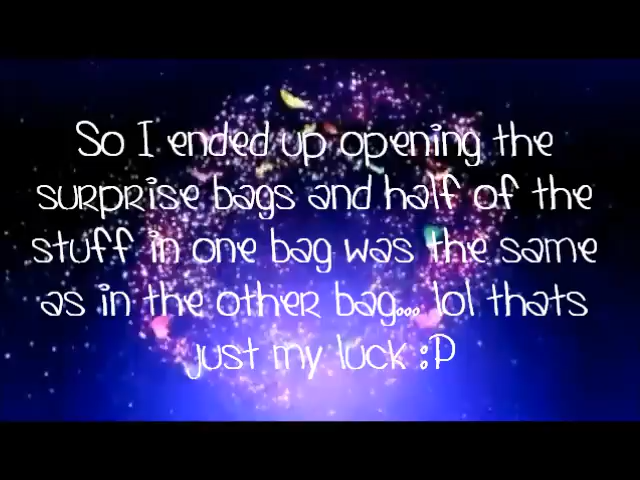 So I ended up opening the
surprise bags and half of the
stuff in one bag was the same
as in the other bag... lol thats
just my luck :P